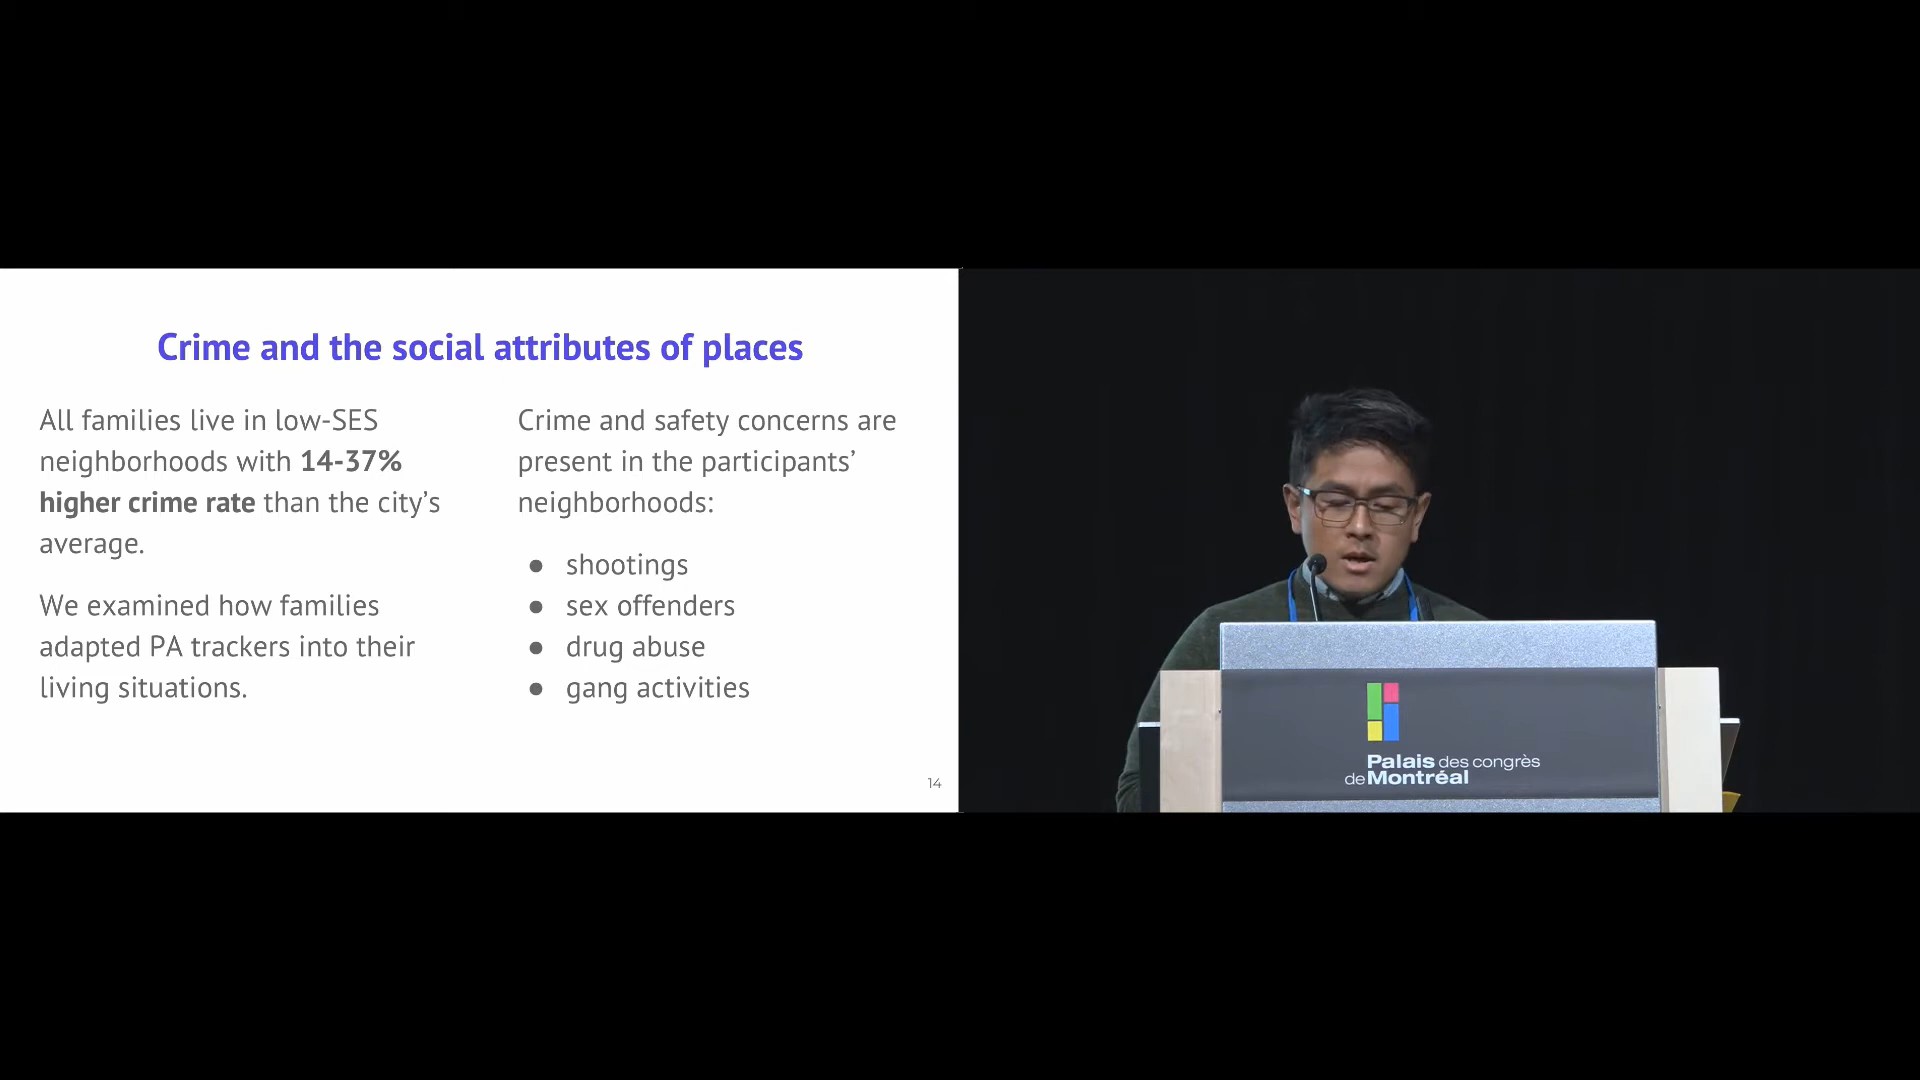 Crime and the social attributes of places
All families live in low-SES
neighborhoods with 14-37%
higher crime rate than the city’s
average.
We examined how families
adapted PA trackers into their
living situations.
Crime and safety concerns are
present in the participants’
neighborhoods:
● shootings
● sex offenders
● drug abuse
● gang activities
14
Palais des congrès
de Montréal